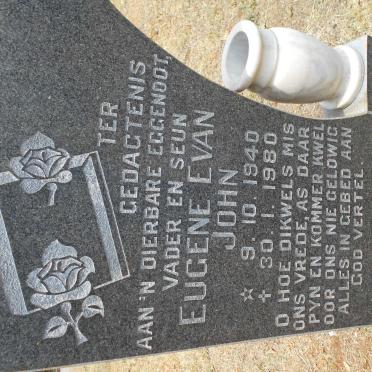 TER
GEDAGTENIS
AAN 'N DIERBARE EGGENOOT,
VADER EN SEUN
EUGENE EVAN
JOHN
☆ 9. 10. 1940
✝ 30. 1. 1980
O HOE DIKWELS MIS
ONS VREDE, AS DAAR
PYN EN KOMMER KWEL
OOR ONS NIE GELOWIG
ALLES IN GEBED AAN
GOD VERTEL.